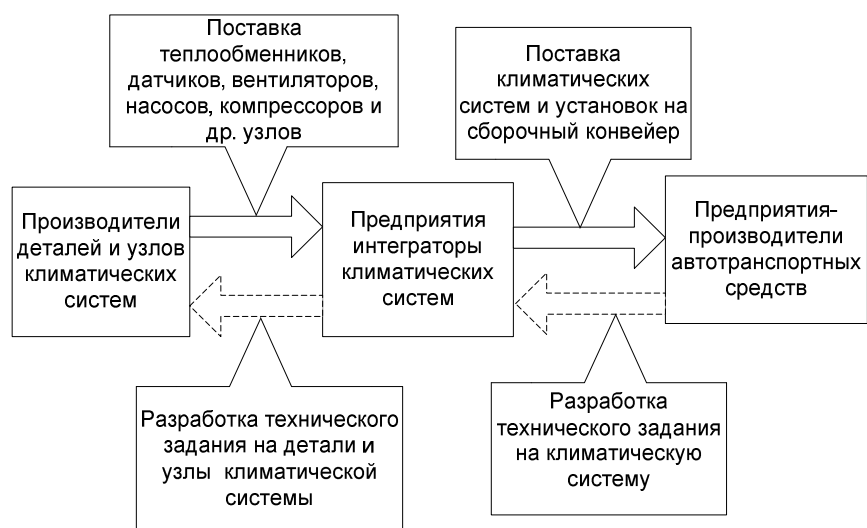 Поставка
теплообменников,
датчиков, вентиляторов,
насосов, компрессоров и
др. узлов
Поставка
климатических
систем и установок на
сборочный конвейер
Производители
деталей и узлов
климатических
систем
Предприятия
интеграторы
климатических
систем
Предприятия-
производители
автотранспортных
средств
Разработка технического
задания на детали и
узлы климатической
системы
Разработка
технического задания
на климатическую
систему